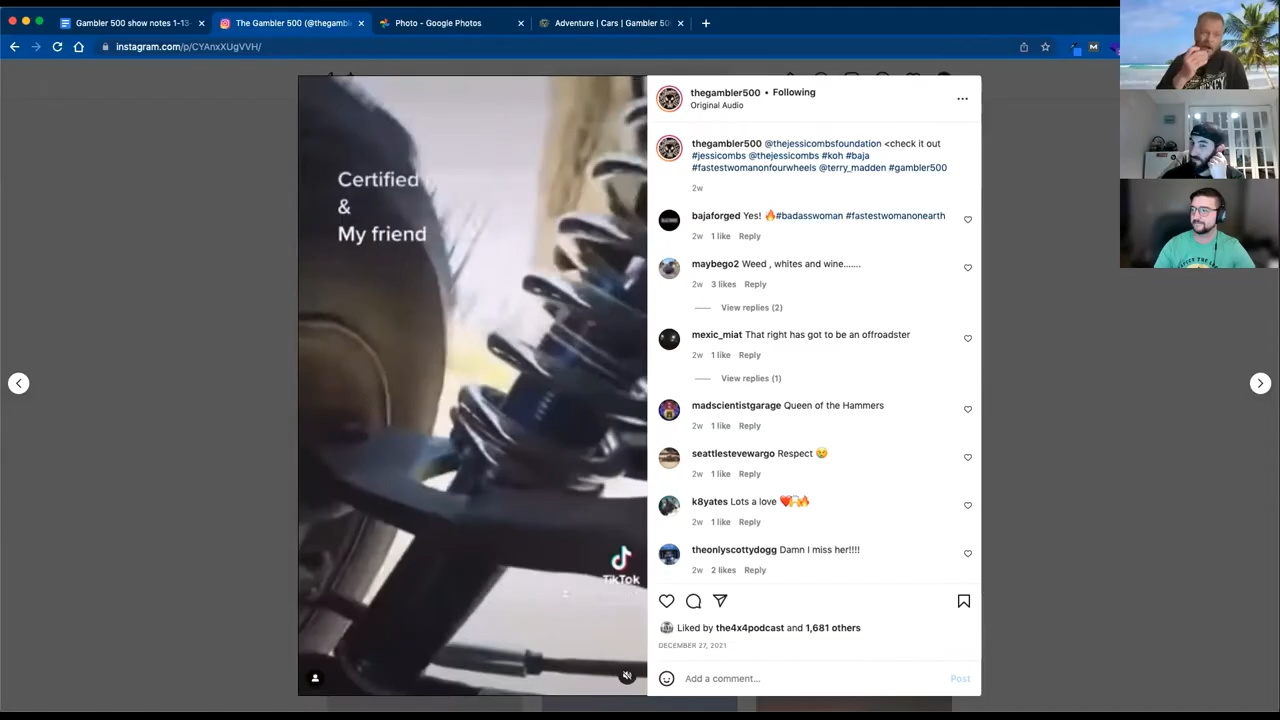 Gambler 500 show notes 1-13
The Gambler 500 (@thegambl
Photo - Google Photos
Adventure | Cars | Gambler 50
instagram.com/p/CYAnxXUgVVH/
Certified
&
My friend
TikTok
thegambler500 • Following
Original Audio
thegambler500 @thejessicombsfoundation <check it out
#jessicombs @thejessicombs #koh #baja
#fastestwomanonfourwheels @terry_madden #gambler500
2w
bajaforged Yes! 🔥#badasswoman #fastestwomanonearth
2w 1 like Reply
maybego2 Weed , whites and wine.......
2w 3 likes Reply
View replies (2)
mexic_miat That right has got to be an offroadster
2w 1 like Reply
View replies (1)
madscientistgarage Queen of the Hammers
2w 1 like Reply
seattlestevewargo Respect 😢
2w 1 like Reply
k8yates Lots a love ❤️🍻🔥
2w 1 like Reply
theonlyscottydogg Damn I miss her!!!!
2w 2 likes Reply
Liked by the4x4podcast and 1,681 others
DECEMBER 27, 2021
Add a comment...
Post